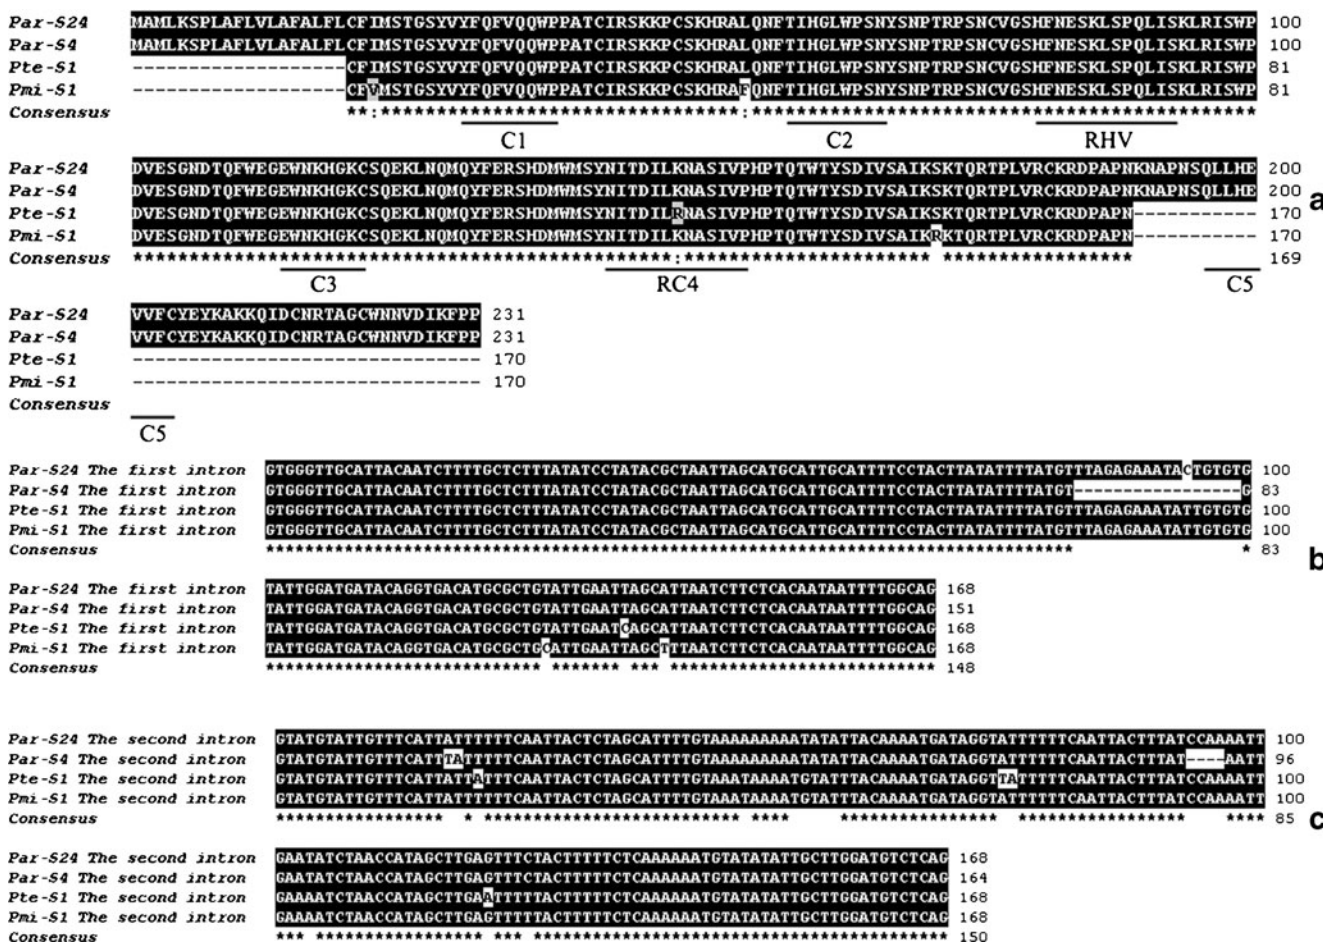 Par-S24 MAMLKSPLAFLVLAFALFLCFIMSTGSYVYFQFVQQWPPATCIRSKKPCSKHRALQNFTIHGLWPSNYSNPTRPSNCVGSHFNESKLSPQLISKLRISWP 100
Par-S4 MAMLKSPLAFLVLAFALFLCFIMSTGSYVYFQFVQQWPPATCIRSKKPCSKHRALQNFTIHGLWPSNYSNPTRPSNCVGSHFNESKLSPQLISKLRISWP 100
Pte-S1 -------------------CFIMSTGSYVYFQFVQQWPPATCIRSKKPCSKHRALQNFTIHGLWPSNYSNPTRPSNCVGSHFNESKLSPQLISKLRISWP 81
Pmi-S1 -------------------CFVMSTGSYVYFQFVQQWPPATCIRSKKPCSKHRAFQNFTIHGLWPSNYSNPTRPSNCVGSHFNESKLSPQLISKLRISWP 81
Consensus **:********************************:*********************************************
C1 C2 RHV
Par-S24 DVESGNDTQFWEGEWNKHGKCSQEKLNQMQYFERSHDMWMSYNITDILKNASIVPHPTQTWTYSDIVSAIKSKTQRTPLVRCKRDPAPNKNAPNSQLLHE 200
Par-S4 DVESGNDTQFWEGEWNKHGKCSQEKLNQMQYFERSHDMWMSYNITDILKNASIVPHPTQTWTYSDIVSAIKSKTQRTPLVRCKRDPAPNKNAPNSQLLHE 200
Pte-S1 DVESGNDTQFWEGEWNKHGKCSQEKLNQMQYFERSHDMWMSYNITDILRNASIVPHPTQTWTYSDIVSAIKSKTQRTPLVRCKRDPAPN----------- 170
Pmi-S1 DVESGNDTQFWEGEWNKHGKCSQEKLNQMQYFERSHDMWMSYNITDILKNASIVPHPTQTWTYSDIVSAIKRKTQRTPLVRCKRDPAPN----------- 170
Consensus ************************************************:********************** ***************** 169
C3 RC4 C5
a
Par-S24 VVFCYEYKAKKQIDCNRTAGCWNNVDIKFPP 231
Par-S4 VVFCYEYKAKKQIDCNRTAGCWNNVDIKFPP 231
Pte-S1 ------------------------------- 170
Pmi-S1 ------------------------------- 170
Consensus
C5
Par-S24 The first intron GTGGGTTGCATTACAATCTTTTGCTCTTTATATCCTATACGCTAATTAGCATGCATTGCATTTTCCTACTTATATTTTATGTTTAGAGAAATACTGTGTG 100
Par-S4 The first intron GTGGGTTGCATTACAATCTTTTGCTCTTTATATCCTATACGCTAATTAGCATGCATTGCATTTTCCTACTTATATTTTATGT-----------------G 83
Pte-S1 The first intron GTGGGTTGCATTACAATCTTTTGCTCTTTATATCCTATACGCTAATTAGCATGCATTGCATTTTCCTACTTATATTTTATGTTTAGAGAAATATTGTGTG 100
Pmi-S1 The first intron GTGGGTTGCATTACAATCTTTTGCTCTTTATATCCTATACGCTAATTAGCATGCATTGCATTTTCCTACTTATATTTTATGTTTAGAGAAATATTGTGTG 100
Consensus **********************************************************************************                 * 83
b
Par-S24 The first intron TATTGGATGATACAGGTGACATGCGCTGTATTGAATTAGCATTAATCTTCTCACAATAATTTTGGCAG 168
Par-S4 The first intron TATTGGATGATACAGGTGACATGCGCTGTATTGAATTAGCATTAATCTTCTCACAATAATTTTGGCAG 151
Pte-S1 The first intron TATTGGATGATACAGGTGACATGCGCTGTATTGAATCAGCATTAATCTTCTCACAATAATTTTGGCAG 168
Pmi-S1 The first intron TATTGGATGATACAGGTGACATGCGCTGCATTGAATTAGCTTTAATCTTCTCACAATAATTTTGGCAG 168
Consensus **************************** ******* *** *************************** 148
Par-S24 The second intron GTATGTATTGTTTCATTATTTTTTCAATTACTCTAGCATTTTGTAAAAAAAAATATATTACAAAATGATAGGTATTTTTTCAATTACTTTATCCAAAATT 100
Par-S4 The second intron GTATGTATTGTTTCATTTATTTTTCAATTACTCTAGCATTTTGTAAAAAAAAATATATTACAAAATGATAGGTATTTTTTCAATTACTTTAT----AATT 96
Pte-S1 The second intron GTATGTATTGTTTCATTATTATTTCAATTACTCTAGCATTTTGTAAATAAAATGTATTTACAAAATGATAGGTTATTTTTCAATTACTTTATCCAAAATT 100
Pmi-S1 The second intron GTATGTATTGTTTCATTATTTTTTCAATTACTCTAGCATTTTGTAAATAAAATGTATTTACAAAATGATAGGTATTTTTTCAATTACTTTATCCAAAATT 100
Consensus *****************  * ************************** ****     ****************  *****************    **** 85
c
Par-S24 The second intron GAATATCTAACCATAGCTTGAGTTTCTACTTTTTCTCAAAAAATGTATATATTGCTTGGATGTCTCAG 168
Par-S4 The second intron GAATATCTAACCATAGCTTGAGTTTCTACTTTTTCTCAAAAAATGTATATATTGCTTGGATGTCTCAG 164
Pte-S1 The second intron GAAAATCTAACCATAGCTTGAATTTTTACTTTTTCTCAAAAAATGTATATATTGCTTGGATGTCTCAG 168
Pmi-S1 The second intron GAAAATCTAACCATAGCTTGAGTTTTTACTTTTTCTCAAAAAATGTATATATTGCTTGGATGTCTCAG 168
Consensus *** ***************** *** ****************************************** 150